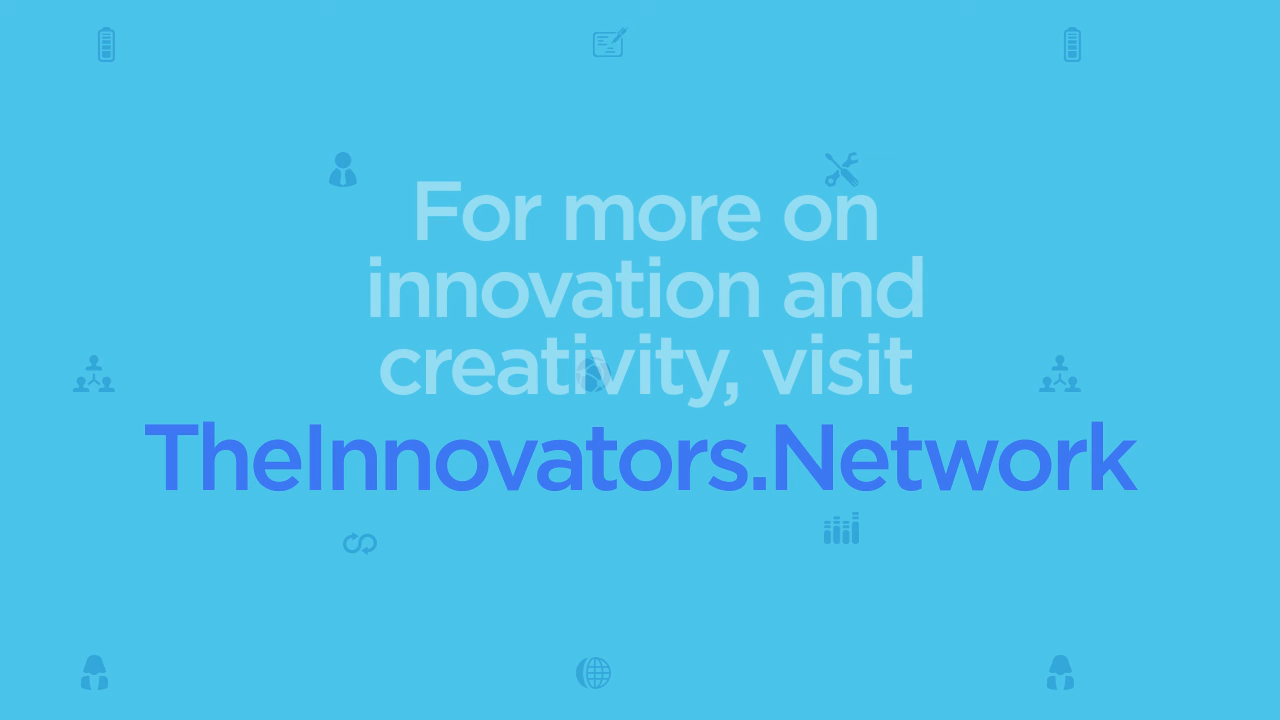 For more on
innovation and
creativity, visit
TheInnovators.Network